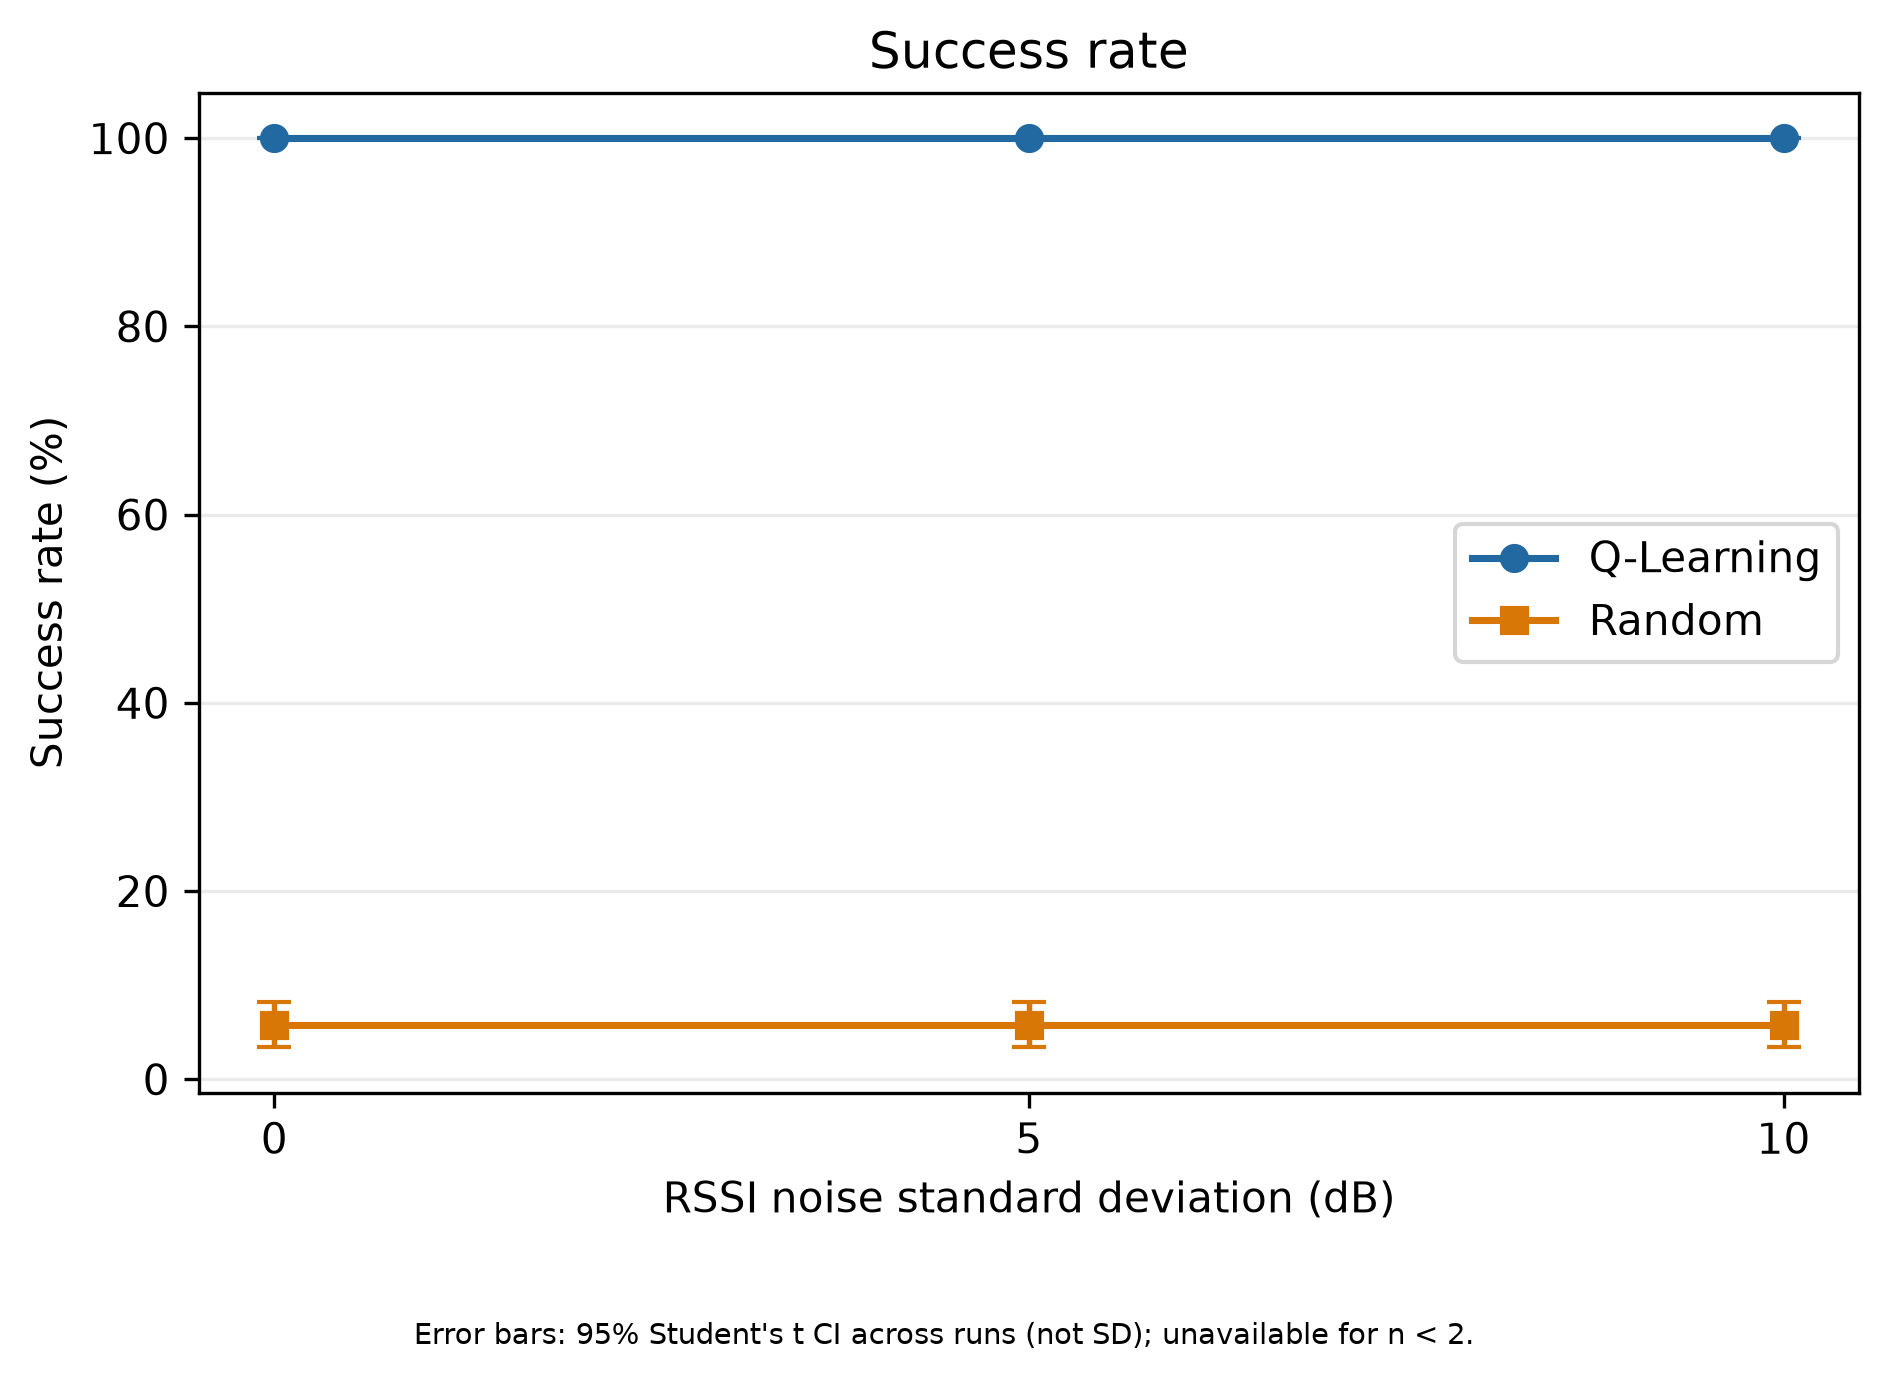 Success rate
100
80
60
40
20
0
Success rate (%)
Q-Learning
Random
0 5 10
RSSI noise standard deviation (dB)
Error bars: 95% Student's t CI across runs (not SD); unavailable for n < 2.